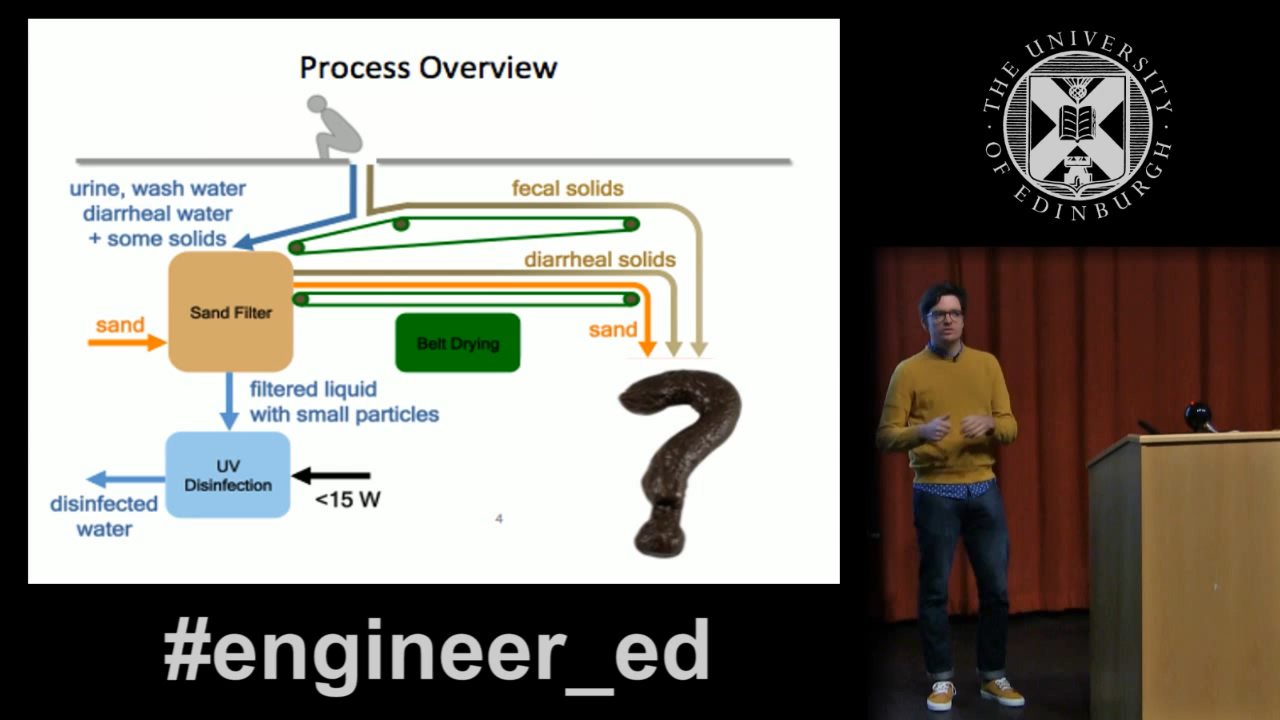 Process Overview
urine, wash water
diarrheal water
+ some solids
fecal solids
diarrheal solids
Sand Filter
sand
sand
Belt Drying
filtered liquid
with small particles
UV
Disinfection
<15 W
disinfected
water
4
#engineer_ed
· THE UNIVERSITY ·
OF EDINBURGH